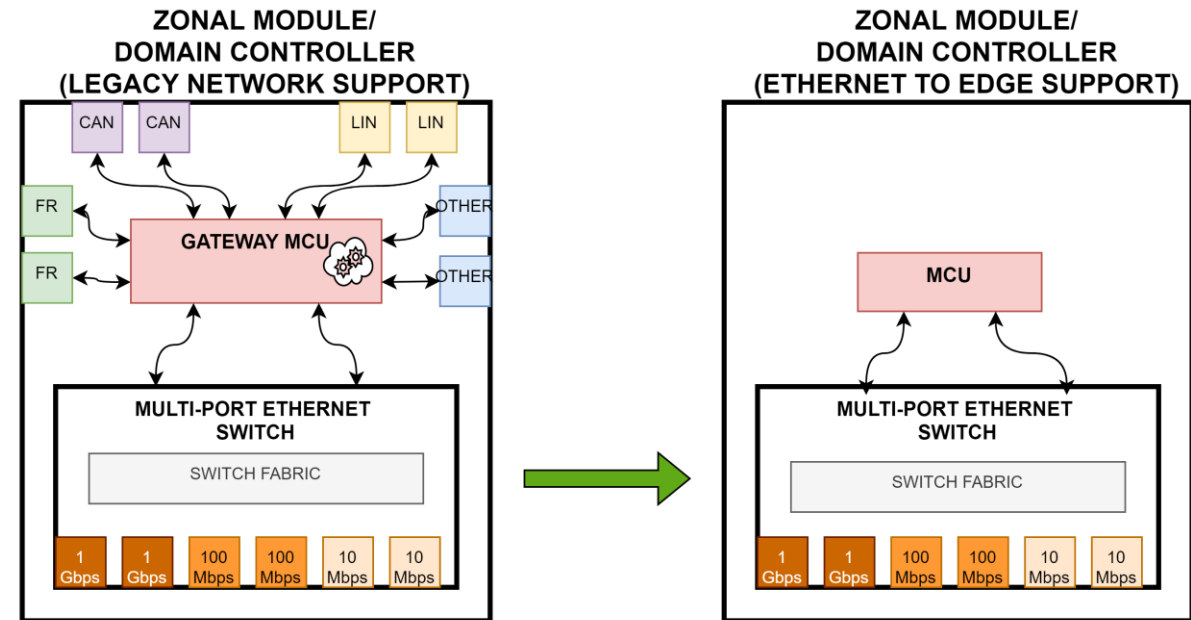 ZONAL MODULE/
DOMAIN CONTROLLER
(LEGACY NETWORK SUPPORT)
CAN
CAN
LIN
LIN
FR
OTHER
GATEWAY MCU
FR
OTHER
MULTI-PORT ETHERNET
SWITCH
SWITCH FABRIC
1
Gbps
1
Gbps
100
Mbps
100
Mbps
10
Mbps
10
Mbps
ZONAL MODULE/
DOMAIN CONTROLLER
(ETHERNET TO EDGE SUPPORT)
MCU
MULTI-PORT ETHERNET
SWITCH
SWITCH FABRIC
1
Gbps
1
Gbps
100
Mbps
100
Mbps
10
Mbps
10
Mbps